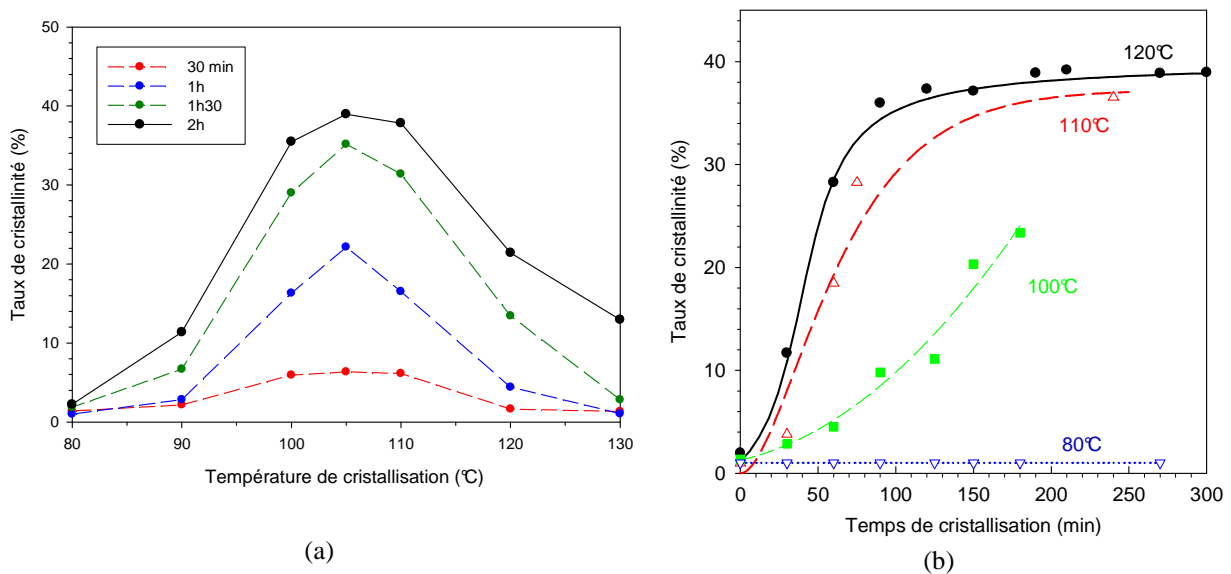 50
40
30
20
10
0
Taux de cristallinité (%)
30 min
1h
1h30
2h
80
90
100
110
120
130
Température de cristallisation (°C)
(a)
40
30
20
10
0
Taux de cristallinité (%)
120°C
110°C
100°C
80°C
0
50
100
150
200
250
300
Temps de cristallisation (min)
(b)